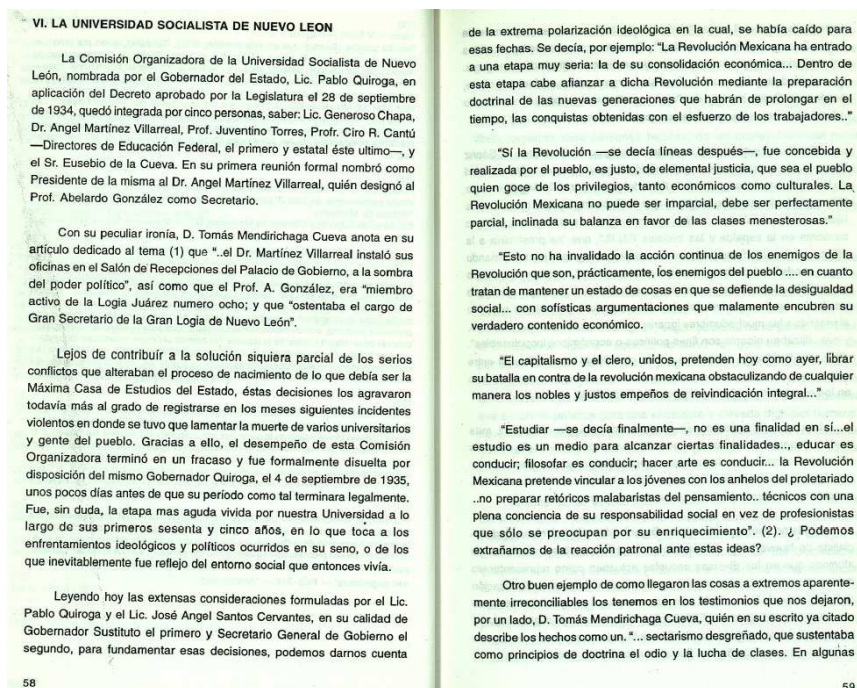 VI. LA UNIVERSIDAD SOCIALISTA DE NUEVO LEON
La Comisión Organizadora de la Universidad Socialista de Nuevo
León, nombrada por el Gobernador del Estado, Lic. Pablo Quiroga, en
aplicación del Decreto aprobado por la Legislatura el 28 de septiembre
de 1934, quedó integrada por cinco personas, saber: Lic. Generoso Chapa,
Dr. Angel Martínez Villarreal, Prof. Juventino Torres, Profr. Ciro R. Cantú
—Directores de Educación Federal, el primero y estatal éste ultimo—, y
el Sr. Eusebio de la Cueva. En su primera reunión formal nombró como
Presidente de la misma al Dr. Angel Martínez Villarreal, quién designó al
Prof. Abelardo González como Secretario.
Con su peculiar ironía, D. Tomás Mendirichaga Cueva anota en su
artículo dedicado al tema (1) que “..el Dr. Martínez Villarreal instaló sus
oficinas en el Salón de Recepciones del Palacio de Gobierno, a la sombra
del poder político”, así como que el Prof. A. González, era “miembro
activo de la Logia Juárez numero ocho; y que “ostentaba el cargo de
Gran Secretario de la Gran Logia de Nuevo León”.
Lejos de contribuír a la solución siquiera parcial de los serios
conflictos que alteraban el proceso de nacimiento de lo que debía ser la
Máxima Casa de Estudios del Estado, éstas decisiones los agravaron
todavía más al grado de registrarse en los meses siguientes incidentes
violentos en donde se tuvo que lamentar la muerte de varios universitarios
y gente del pueblo. Gracias a ello, el desempeño de esta Comisión
Organizadora terminó en un fracaso y fue formalmente disuelta por
disposición del mismo Gobernador Quiroga, el 4 de septiembre de 1935,
unos pocos días antes de que su período como tal terminara legalmente.
Fue, sin duda, la etapa mas aguda vivida por nuestra Universidad a lo
largo de sus primeros sesenta y cinco años, en lo que toca a los
enfrentamientos ideológicos y políticos ocurridos en su seno, o de los
que inevitablemente fue reflejo del entorno social que entonces vivía.
Leyendo hoy las extensas consideraciones formuladas por el Lic.
Pablo Quiroga y el Lic. José Angel Santos Cervantes, en su calidad de
Gobernador Sustituto el primero y Secretario General de Gobierno el
segundo, para fundamentar esas decisiones, podemos darnos cuenta
58
de la extrema polarización ideológica en la cual, se había caído para
esas fechas. Se decía, por ejemplo: “La Revolución Mexicana ha entrado
a una etapa muy seria: la de su consolidación económica... Dentro de
esta etapa cabe afianzar a dicha Revolución mediante la preparación
doctrinal de las nuevas generaciones que habrán de prolongar en el
tiempo, las conquistas obtenidas con el esfuerzo de los trabajadores..”
“Sí la Revolución —se decía líneas después—, fue concebida y
realizada por el pueblo, es justo, de elemental justicia, que sea el pueblo
quien goce de los privilegios, tanto económicos como culturales. La
Revolución Mexicana no puede ser imparcial, debe ser perfectamente
parcial, inclinada su balanza en favor de las clases menesterosas.”
“Esto no ha invalidado la acción continua de los enemigos de la
Revolución que son, prácticamente, los enemigos del pueblo .... en cuanto
tratan de mantener un estado de cosas en que se defiende la desigualdad
social... con sofísticas argumentaciones que malamente encubren su
verdadero contenido económico.
“El capitalismo y el clero, unidos, pretenden hoy como ayer, librar
su batalla en contra de la revolución mexicana obstaculizando de cualquier
manera los nobles y justos empeños de reivindicación integral...”
“Estudiar —se decía finalmente—, no es una finalidad en sí...el
estudio es un medio para alcanzar ciertas finalidades.., educar es
conducir; filosofar es conducir; hacer arte es conducir... la Revolución
Mexicana pretende vincular a los jóvenes con los anhelos del proletariado
..no preparar retóricos malabaristas del pensamiento.. técnicos con una
plena conciencia de su responsabilidad social en vez de profesionistas
que sólo se preocupan por su enriquecimiento”. (2). ¿ Podemos
extrañarnos de la reacción patronal ante estas ideas?
Otro buen ejemplo de como llegaron las cosas a extremos aparente-
mente irreconciliables los tenemos en los testimonios que nos dejaron,
por un lado, D. Tomás Mendirichaga Cueva, quién en su escrito ya citado
describe los hechos como un. “... sectarismo desgreñado, que sustentaba
como principios de doctrina el odio y la lucha de clases. En algunas
59